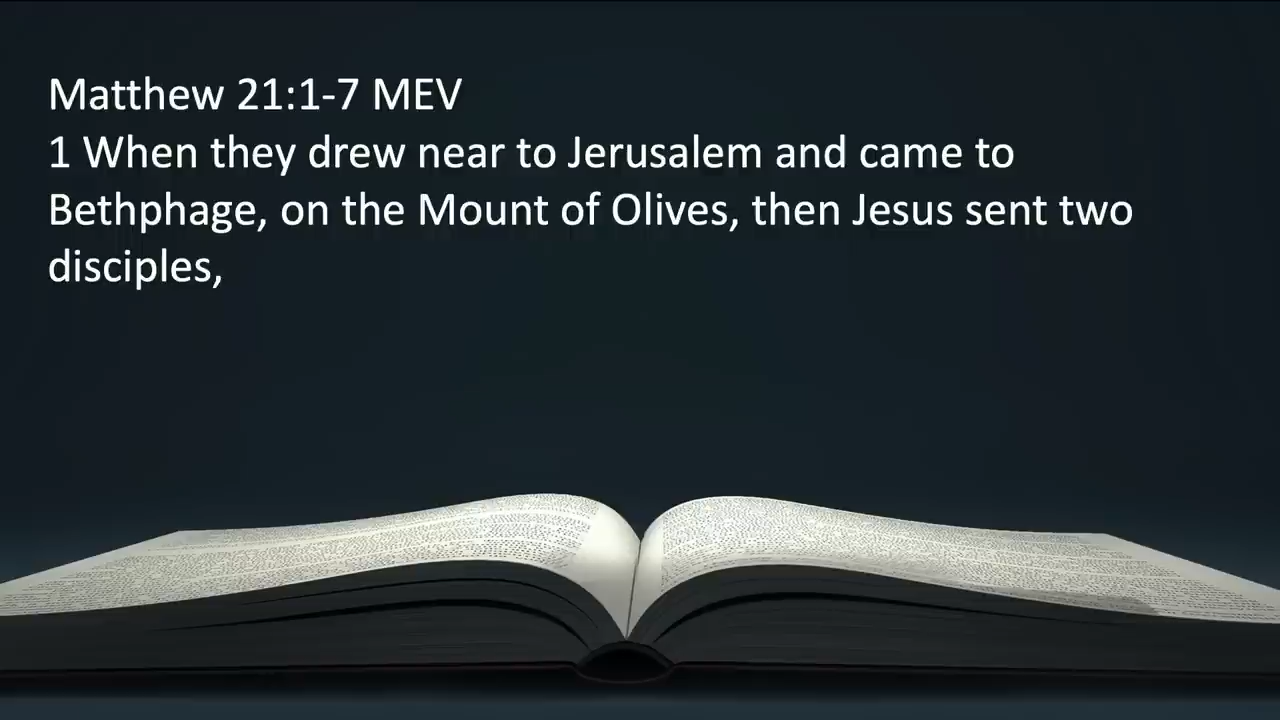 Matthew 21:1-7 MEV
1 When they drew near to Jerusalem and came to
Bethphage, on the Mount of Olives, then Jesus sent two
disciples,